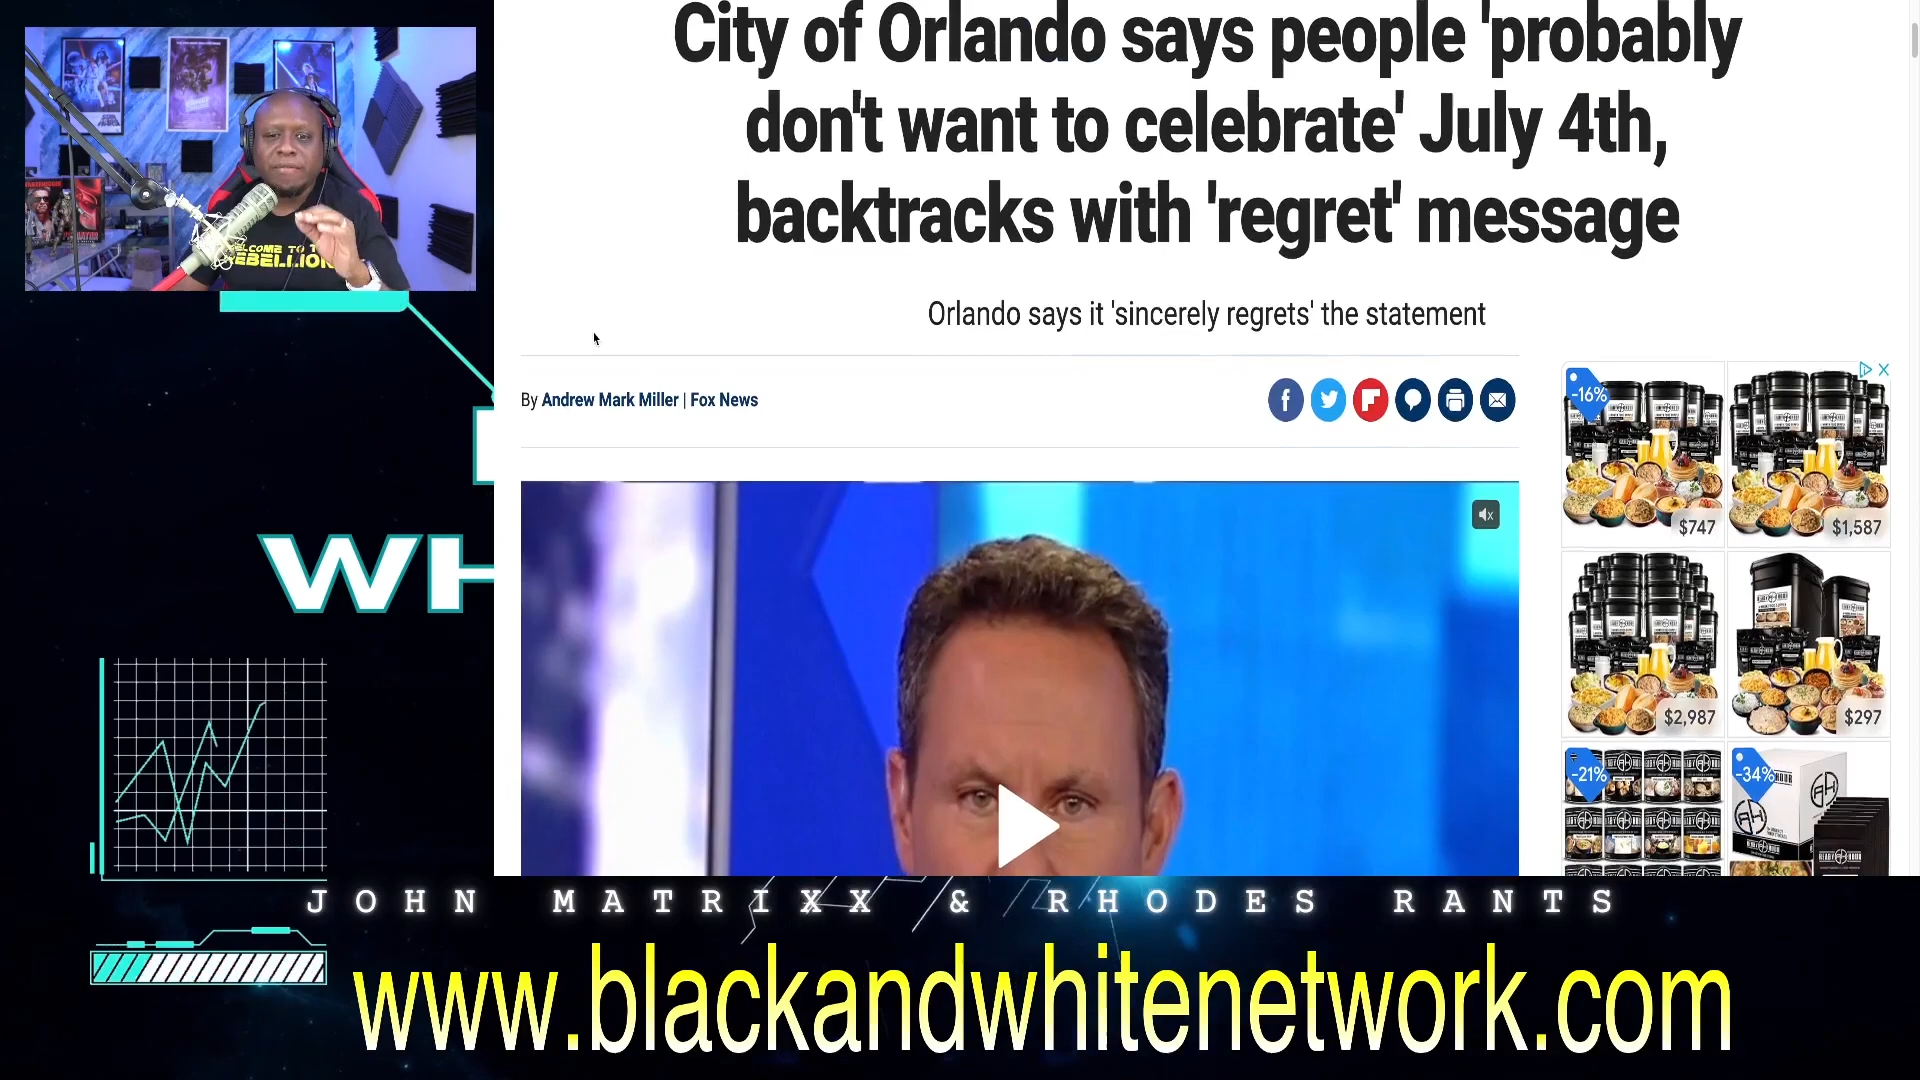 City of Orlando says people 'probably
don't want to celebrate' July 4th,
backtracks with 'regret' message
Orlando says it 'sincerely regrets' the statement
By Andrew Mark Miller | Fox News
-16%
$747
$1,587
$2,987
$297
-21%
-34%
WH
JOHN MATRIXX & RHODES RANTS
www.blackandwhitenetwork.com